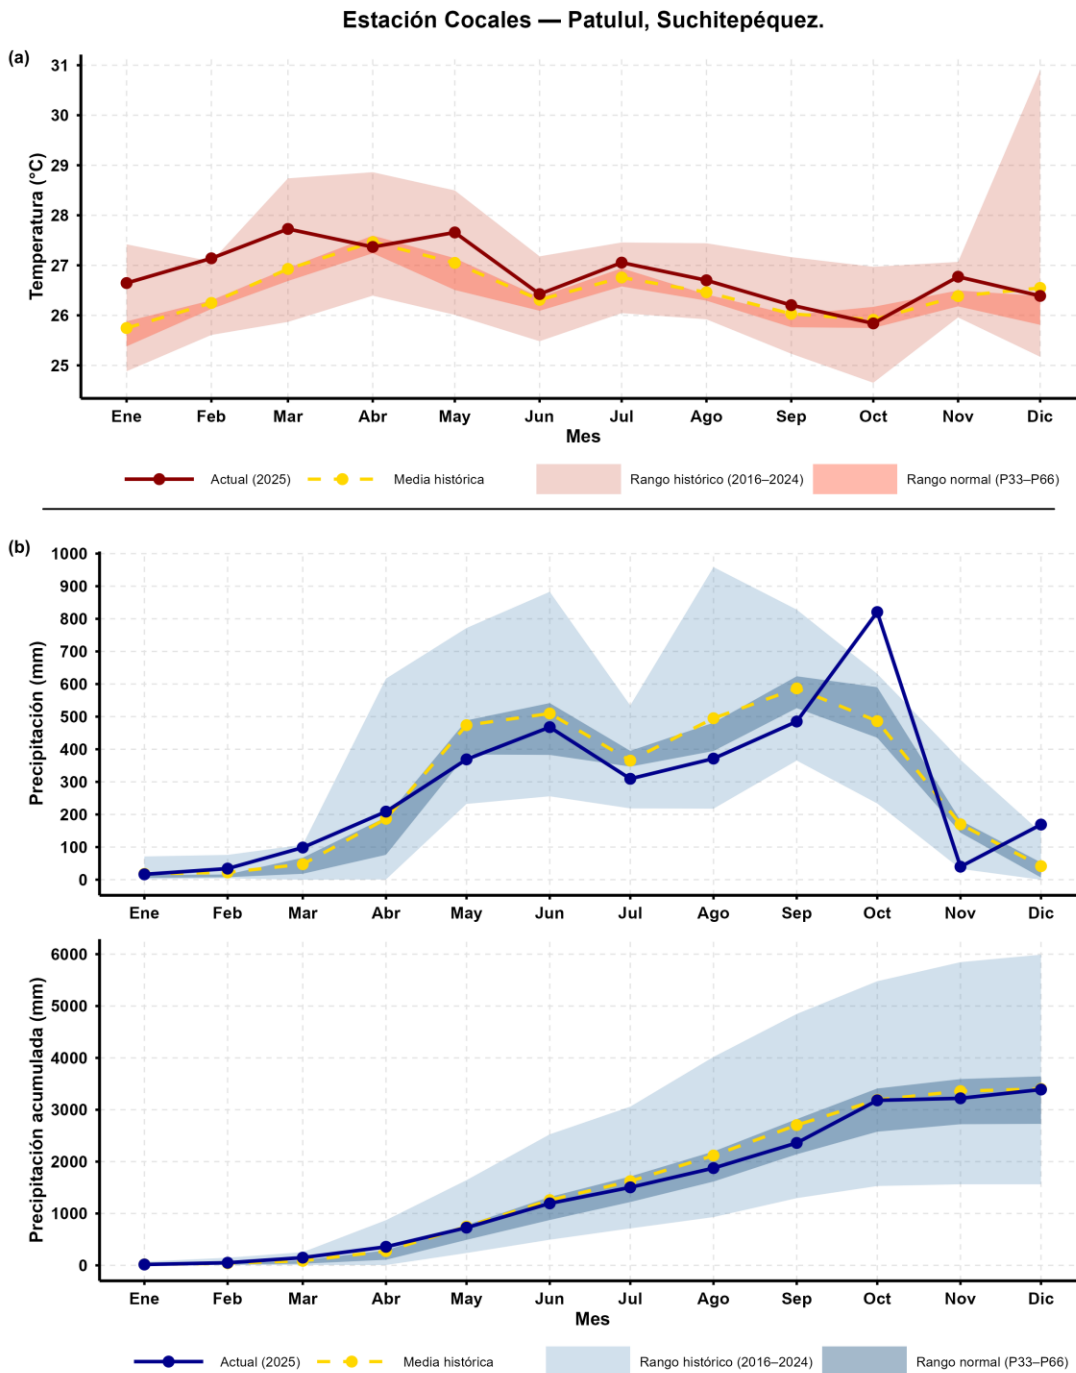 Estación Cocales — Patulul, Suchitepéquez.
(a)
Temperatura (°C)
31
30
29
28
27
26
25
Ene Feb Mar Abr May Jun Jul Ago Sep Oct Nov Dic
Mes
Actual (2025) Media histórica Rango histórico (2016–2024) Rango normal (P33–P66)
(b)
Precipitación (mm)
1000
900
800
700
600
500
400
300
200
100
0
Ene Feb Mar Abr May Jun Jul Ago Sep Oct Nov Dic
Precipitación acumulada (mm)
6000
5000
4000
3000
2000
1000
0
Ene Feb Mar Abr May Jun Jul Ago Sep Oct Nov Dic
Mes
Actual (2025) Media histórica Rango histórico (2016–2024) Rango normal (P33–P66)